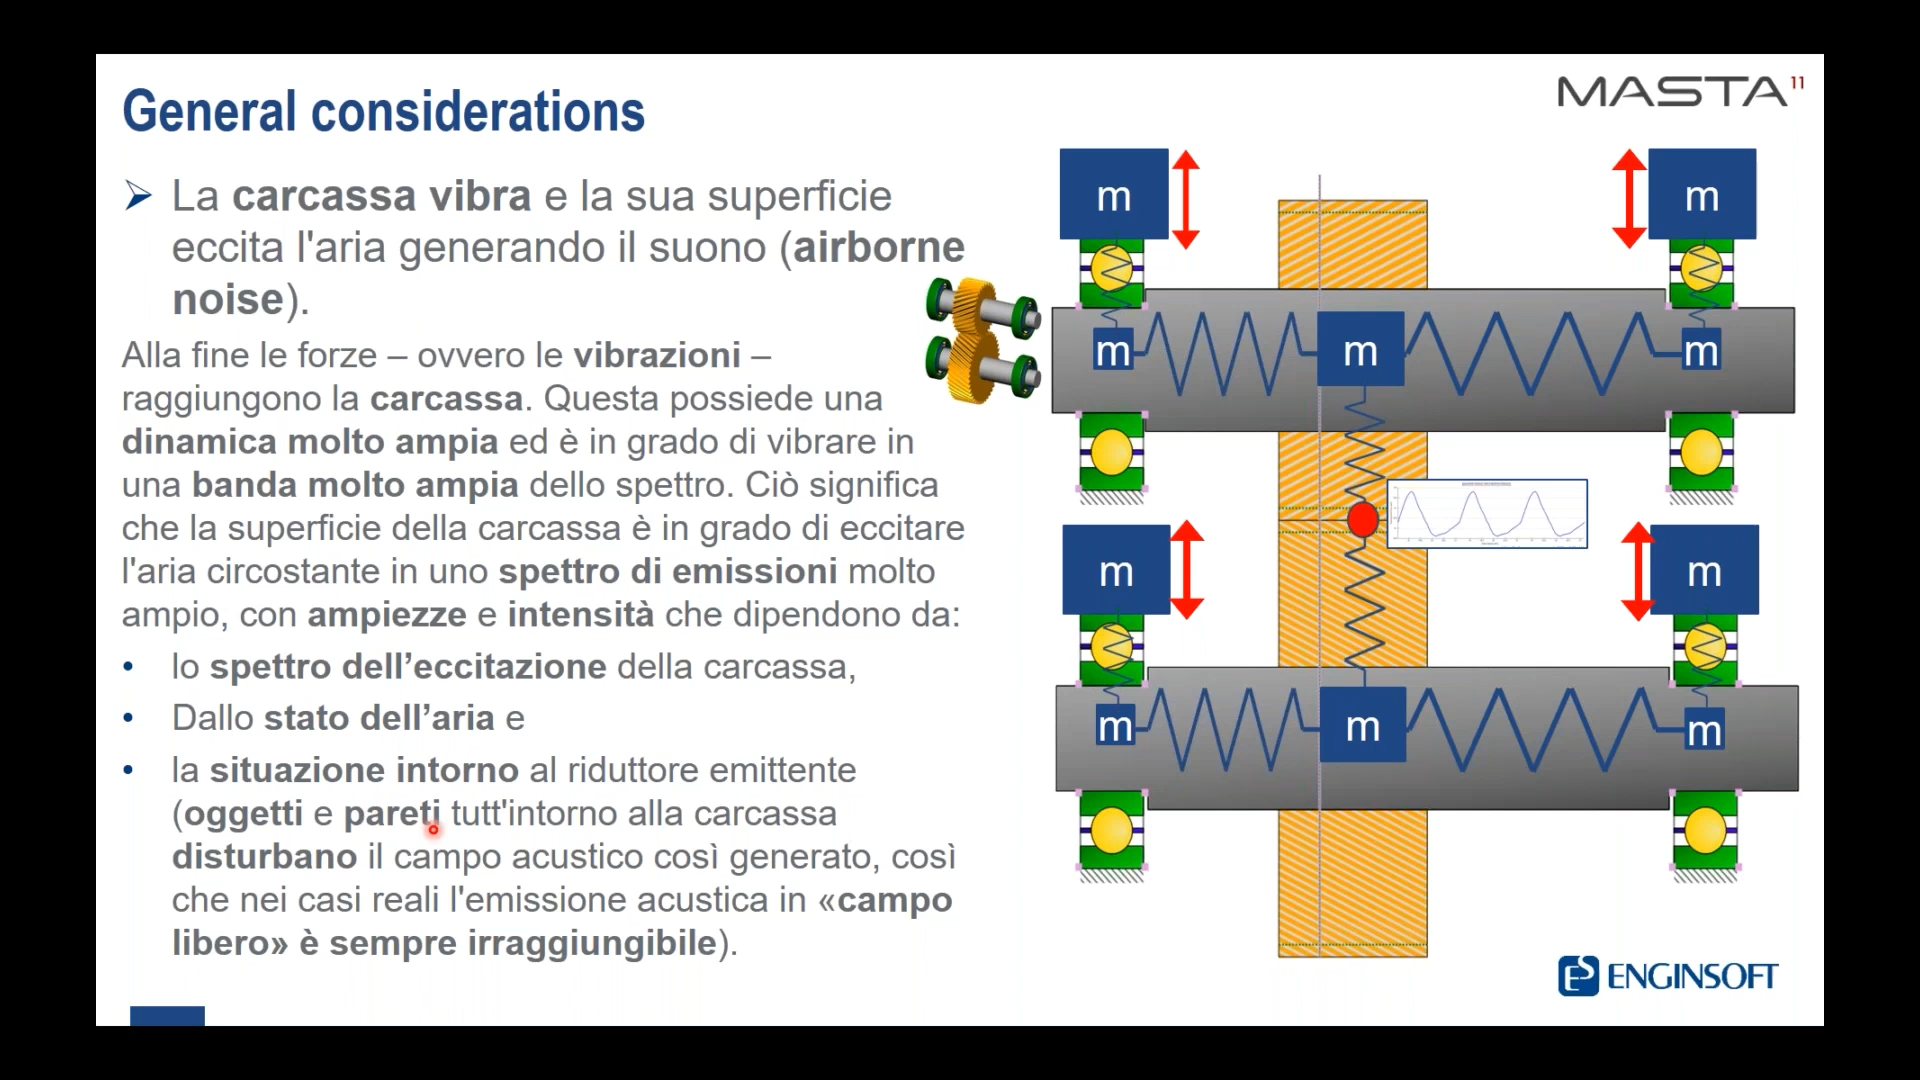 General considerations
MASTA 11
La carcassa vibra e la sua superficie
eccita l'aria generando il suono (airborne
noise).
Alla fine le forze – ovvero le vibrazioni –
raggiungono la carcassa. Questa possiede una
dinamica molto ampia ed è in grado di vibrare in
una banda molto ampia dello spettro. Ciò significa
che la superficie della carcassa è in grado di eccitare
l'aria circostante in uno spettro di emissioni molto
ampio, con ampiezze e intensità che dipendono da:
• lo spettro dell’eccitazione della carcassa,
• Dallo stato dell’aria e
• la situazione intorno al riduttore emittente
(oggetti e pareti tutt'intorno alla carcassa
disturbano il campo acustico così generato, così
che nei casi reali l'emissione acustica in «campo
libero» è sempre irraggiungibile).
m m
m m m
m m
m m m
ENGINSOFT